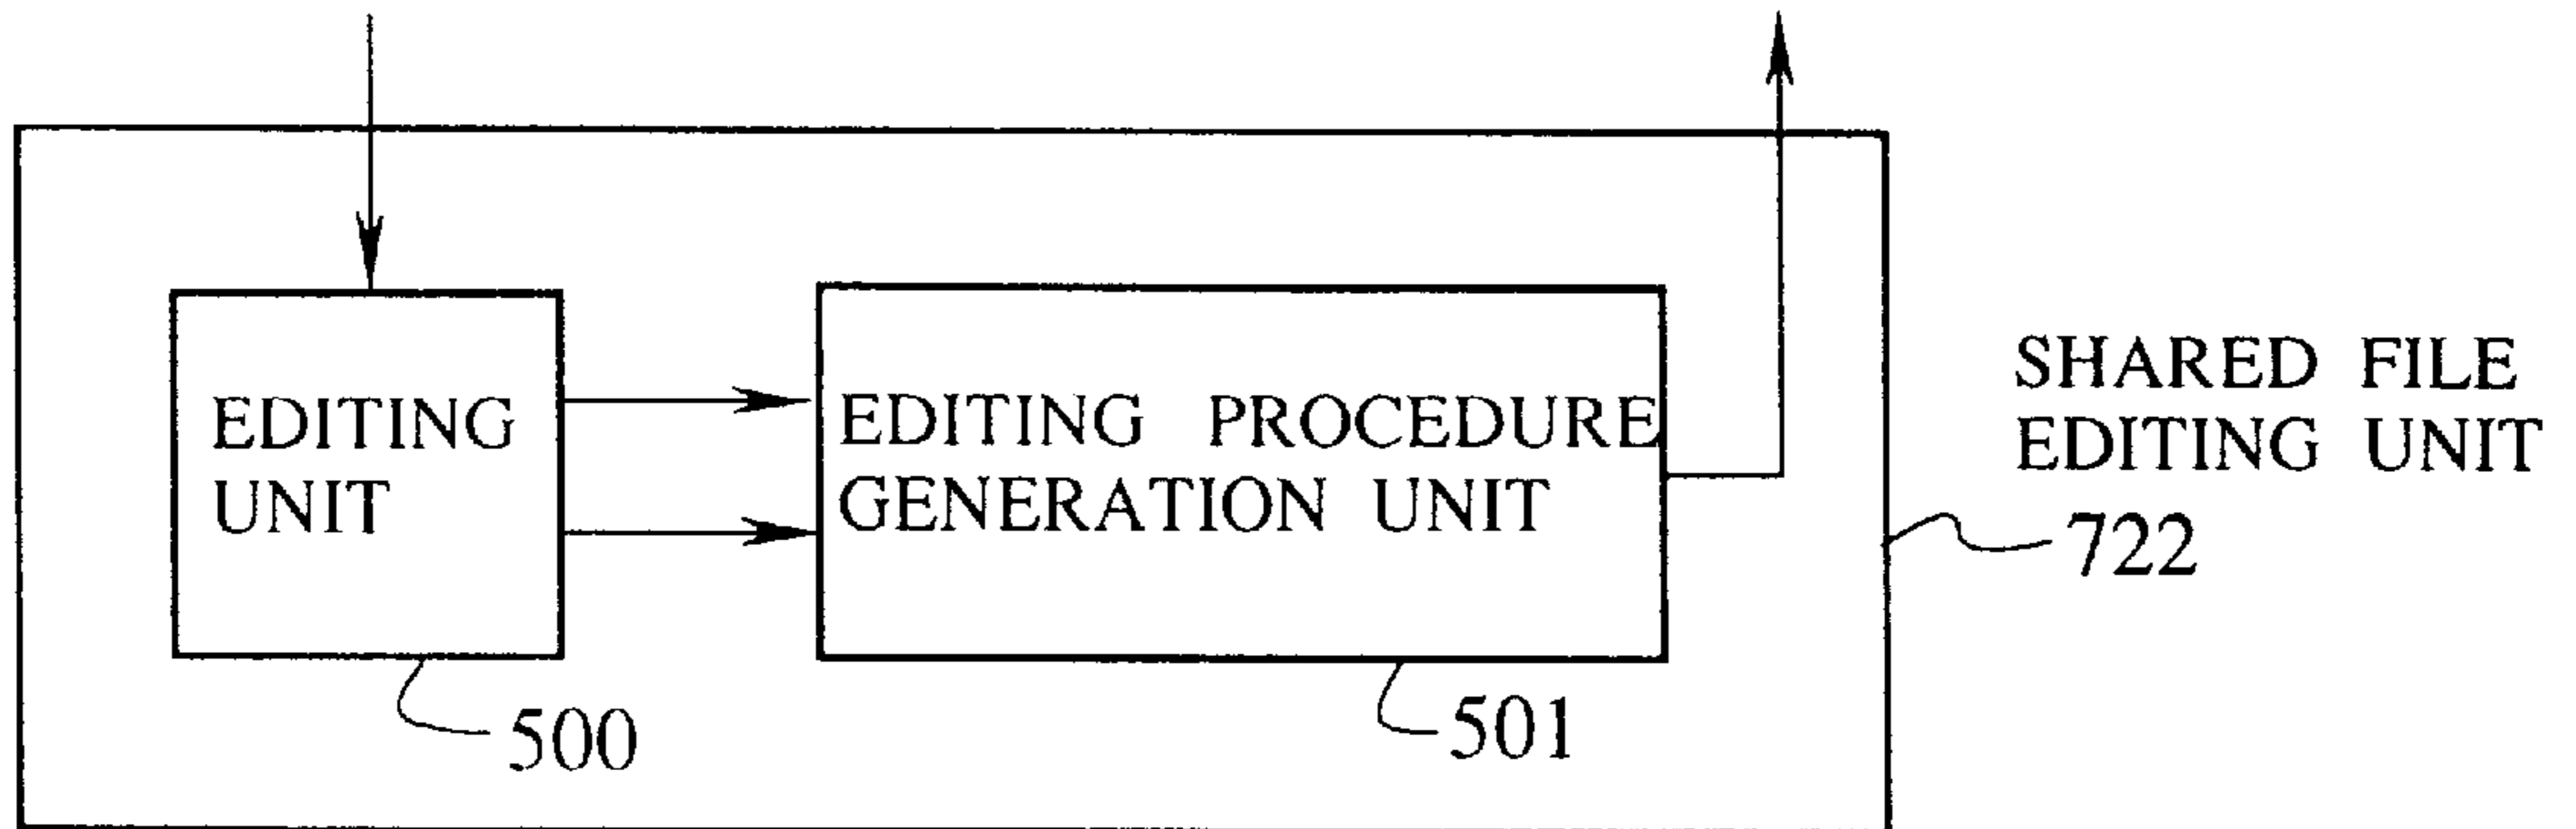 EDITING
UNIT
500
EDITING PROCEDURE
GENERATION UNIT
501
SHARED FILE
EDITING UNIT
722